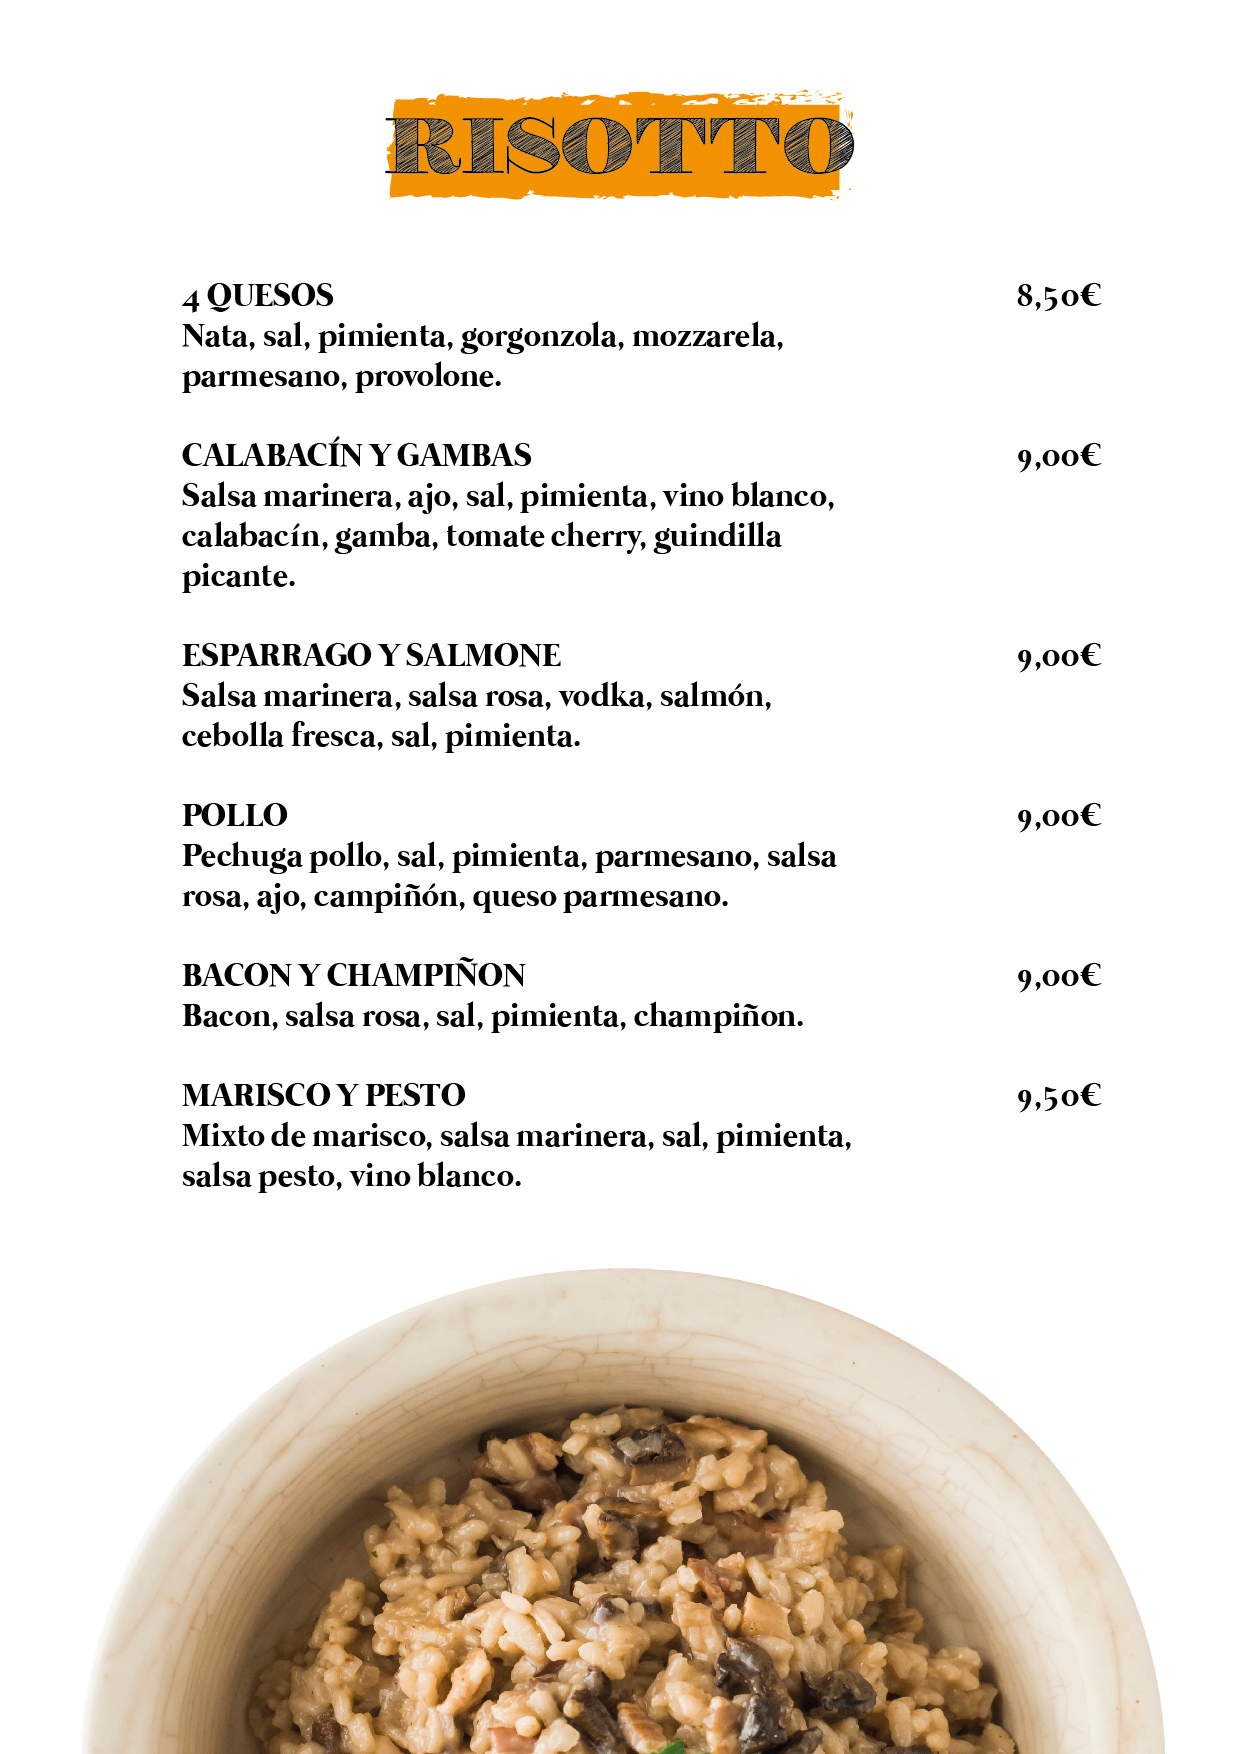 RISOTTO
4 QUESOS 8,50€
Nata, sal, pimienta, gorgonzola, mozzarela,
parmesano, provolone.
CALABACÍN Y GAMBAS 9,00€
Salsa marinera, ajo, sal, pimienta, vino blanco,
calabacín, gamba, tomate cherry, guindilla
picante.
ESPARRAGO Y SALMONE 9,00€
Salsa marinera, salsa rosa, vodka, salmón,
cebolla fresca, sal, pimienta.
POLLO 9,00€
Pechuga pollo, sal, pimienta, parmesano, salsa
rosa, ajo, campiñón, queso parmesano.
BACON Y CHAMPIÑON 9,00€
Bacon, salsa rosa, sal, pimienta, champiñon.
MARISCO Y PESTO 9,50€
Mixto de marisco, salsa marinera, sal, pimienta,
salsa pesto, vino blanco.